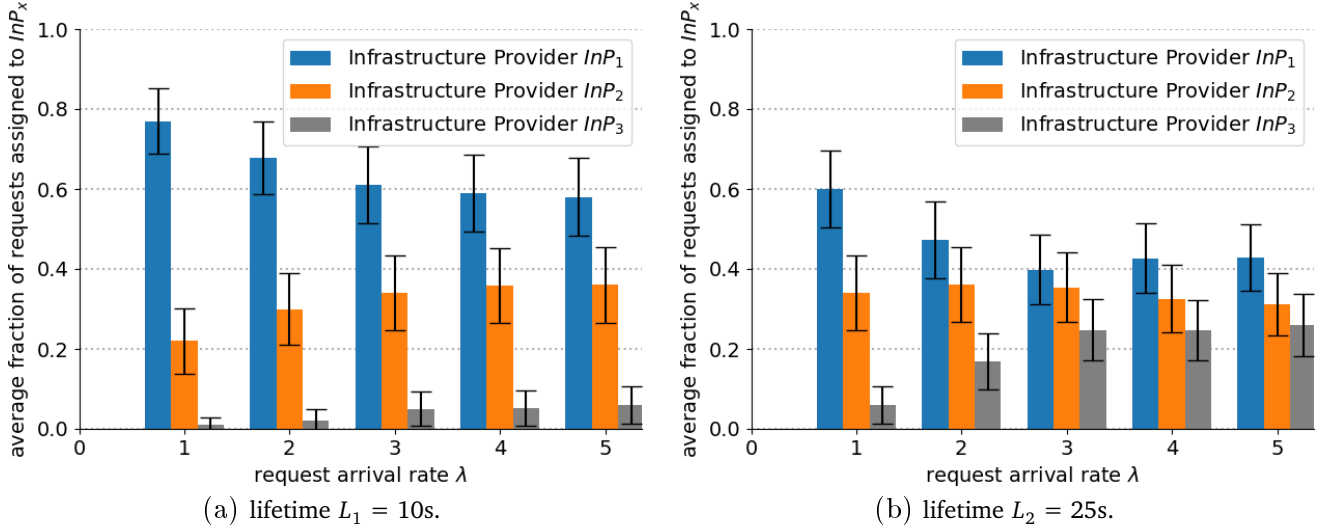 average fraction of requests assigned to InPₓ
1.0
0.8
0.6
0.4
0.2
0.0
Infrastructure Provider InP₁
Infrastructure Provider InP₂
Infrastructure Provider InP₃
0 1 2 3 4 5
request arrival rate λ
(a) lifetime L₁ = 10s.
average fraction of requests assigned to InPₓ
1.0
0.8
0.6
0.4
0.2
0.0
Infrastructure Provider InP₁
Infrastructure Provider InP₂
Infrastructure Provider InP₃
0 1 2 3 4 5
request arrival rate λ
(b) lifetime L₂ = 25s.